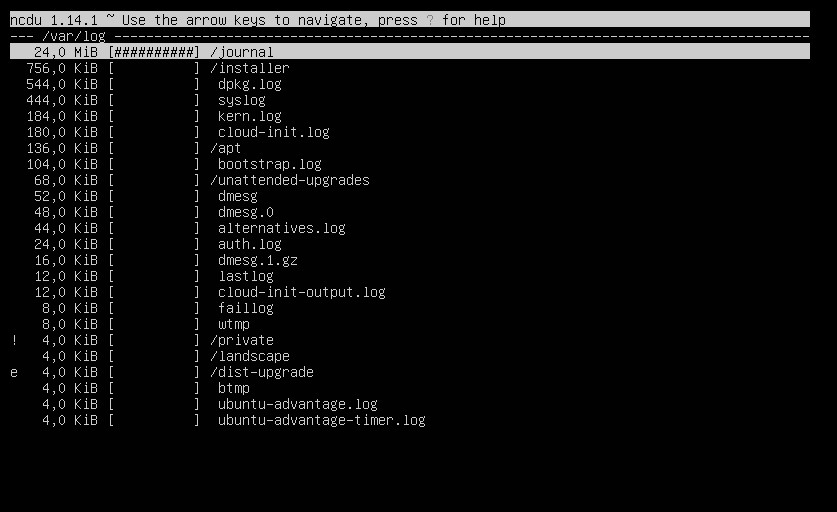 ncdu 1.14.1 ~ Use the arrow keys to navigate, press ? for help
--- /var/log ---------------------------------------------------------------------------------------
   24,0 MiB [##########] /journal
  756,0 KiB [          ] /installer
  544,0 KiB [          ]  dpkg.log
  444,0 KiB [          ]  syslog
  184,0 KiB [          ]  kern.log
  180,0 KiB [          ]  cloud-init.log
  136,0 KiB [          ] /apt
  104,0 KiB [          ]  bootstrap.log
   68,0 KiB [          ] /unattended-upgrades
   52,0 KiB [          ]  dmesg
   48,0 KiB [          ]  dmesg.0
   44,0 KiB [          ]  alternatives.log
   24,0 KiB [          ]  auth.log
   16,0 KiB [          ]  dmesg.1.gz
   12,0 KiB [          ]  lastlog
   12,0 KiB [          ]  cloud-init-output.log
    8,0 KiB [          ]  faillog
    8,0 KiB [          ]  wtmp
!   4,0 KiB [          ] /private
    4,0 KiB [          ] /landscape
e   4,0 KiB [          ] /dist-upgrade
    4,0 KiB [          ]  btmp
    4,0 KiB [          ]  ubuntu-advantage.log
    4,0 KiB [          ]  ubuntu-advantage-timer.log